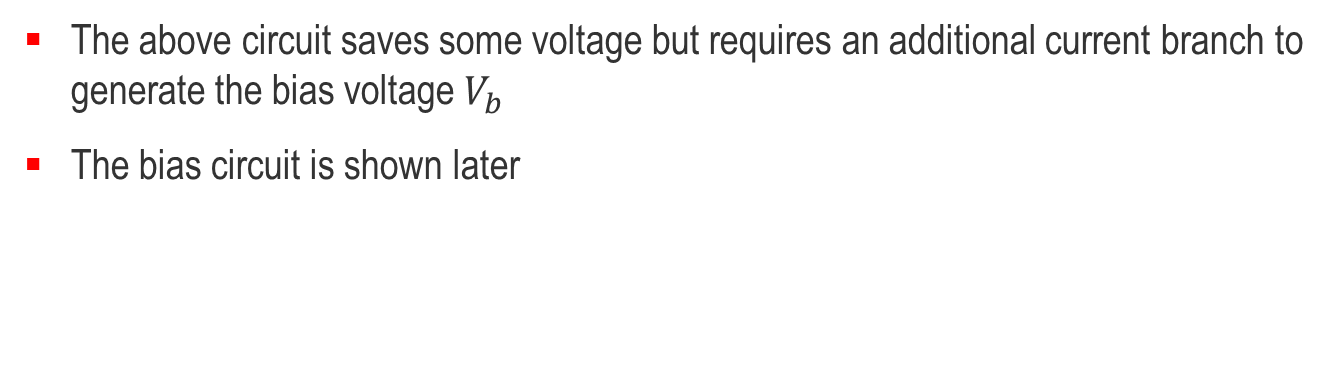 ▪ The above circuit saves some voltage but requires an additional current branch to
generate the bias voltage V_b
▪ The bias circuit is shown later